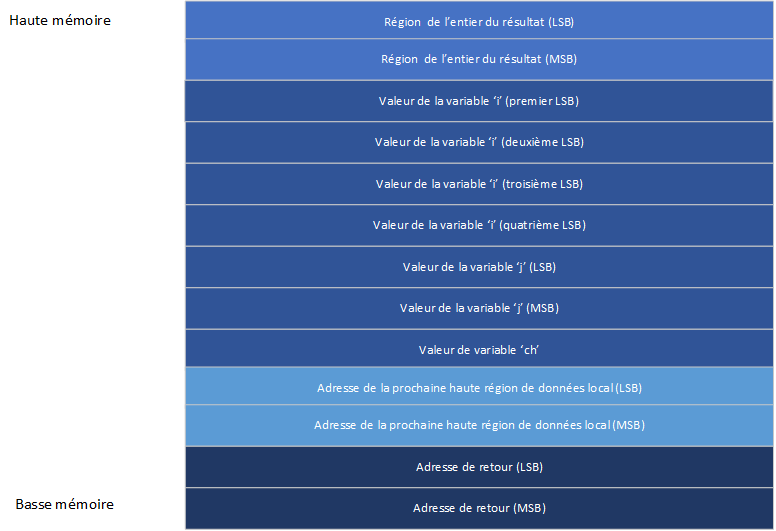 Haute mémoire
Région de l'entier du résultat (LSB)
Région de l'entier du résultat (MSB)
Valeur de la variable 'i' (premier LSB)
Valeur de la variable 'i' (deuxième LSB)
Valeur de la variable 'i' (troisième LSB)
Valeur de la variable 'i' (quatrième LSB)
Valeur de la variable 'j' (LSB)
Valeur de la variable 'j' (MSB)
Valeur de variable 'ch'
Adresse de la prochaine haute région de données local (LSB)
Adresse de la prochaine haute région de données local (MSB)
Adresse de retour (LSB)
Basse mémoire
Adresse de retour (MSB)